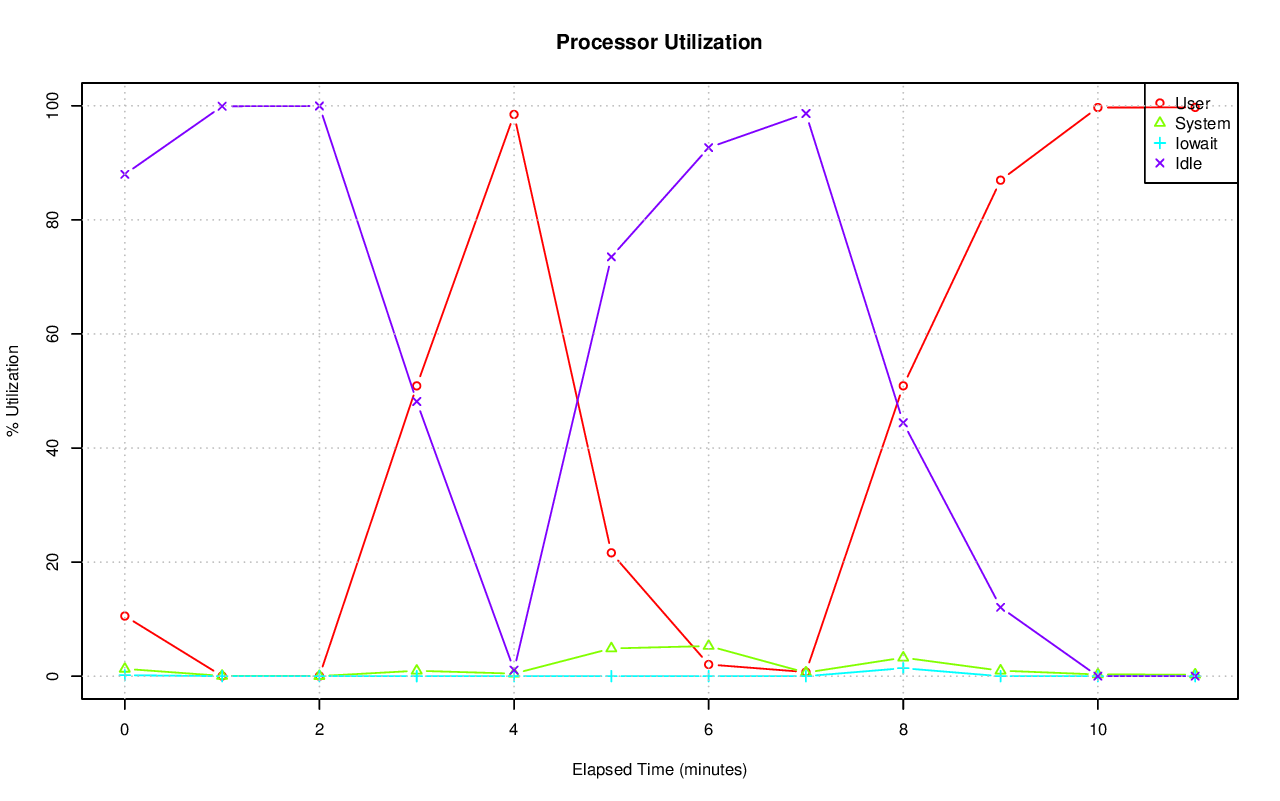 Processor Utilization
% Utilization
100
80
60
40
20
0
User
System
Iowait
Idle
0 2 4 6 8 10
Elapsed Time (minutes)